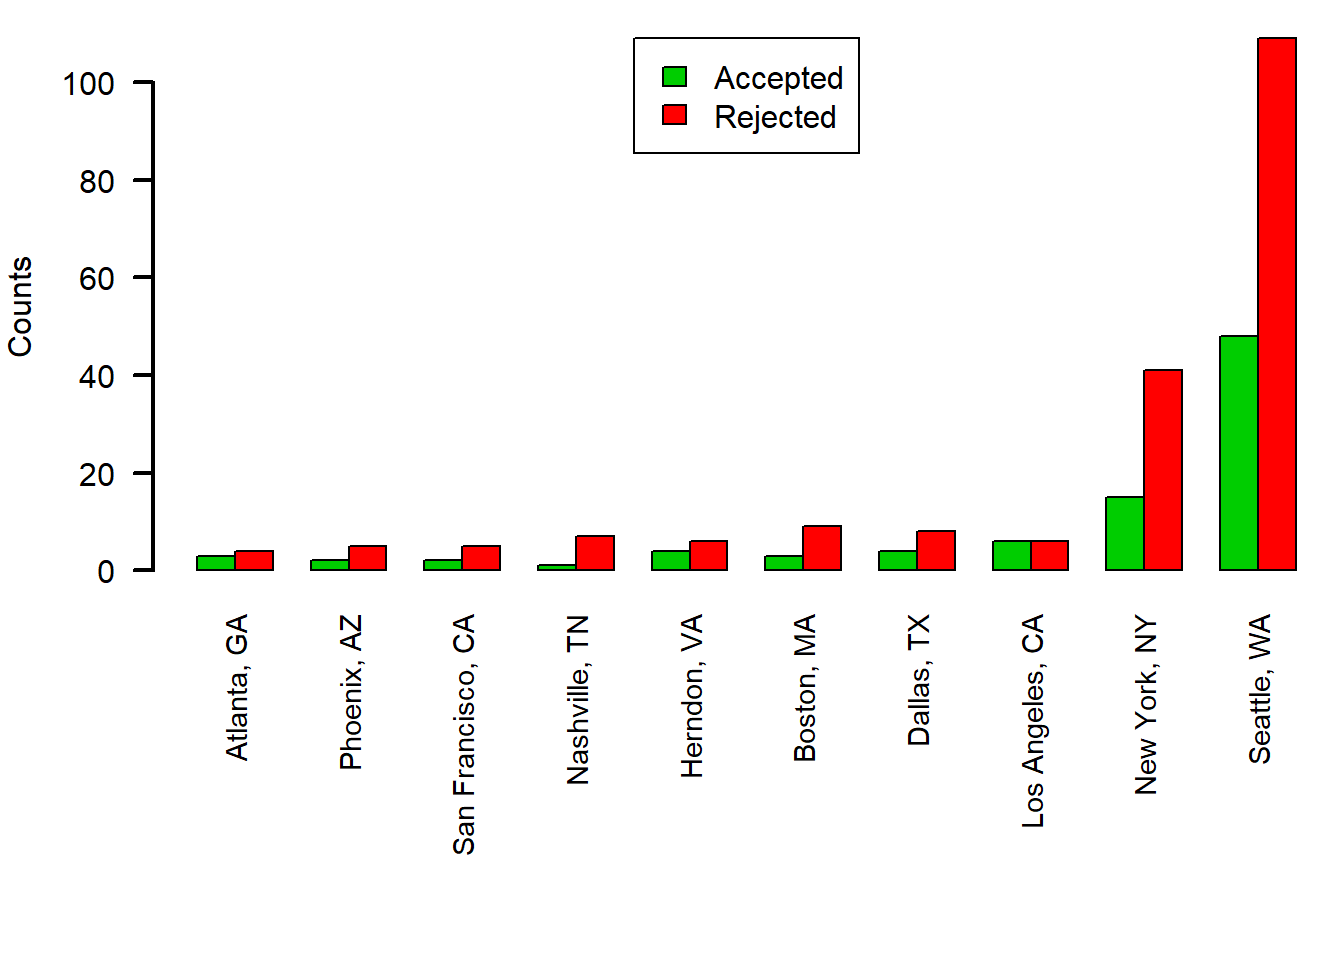 Accepted
Rejected
Counts
100
80
60
40
20
0
Atlanta, GA
Phoenix, AZ
San Francisco, CA
Nashville, TN
Herndon, VA
Boston, MA
Dallas, TX
Los Angeles, CA
New York, NY
Seattle, WA